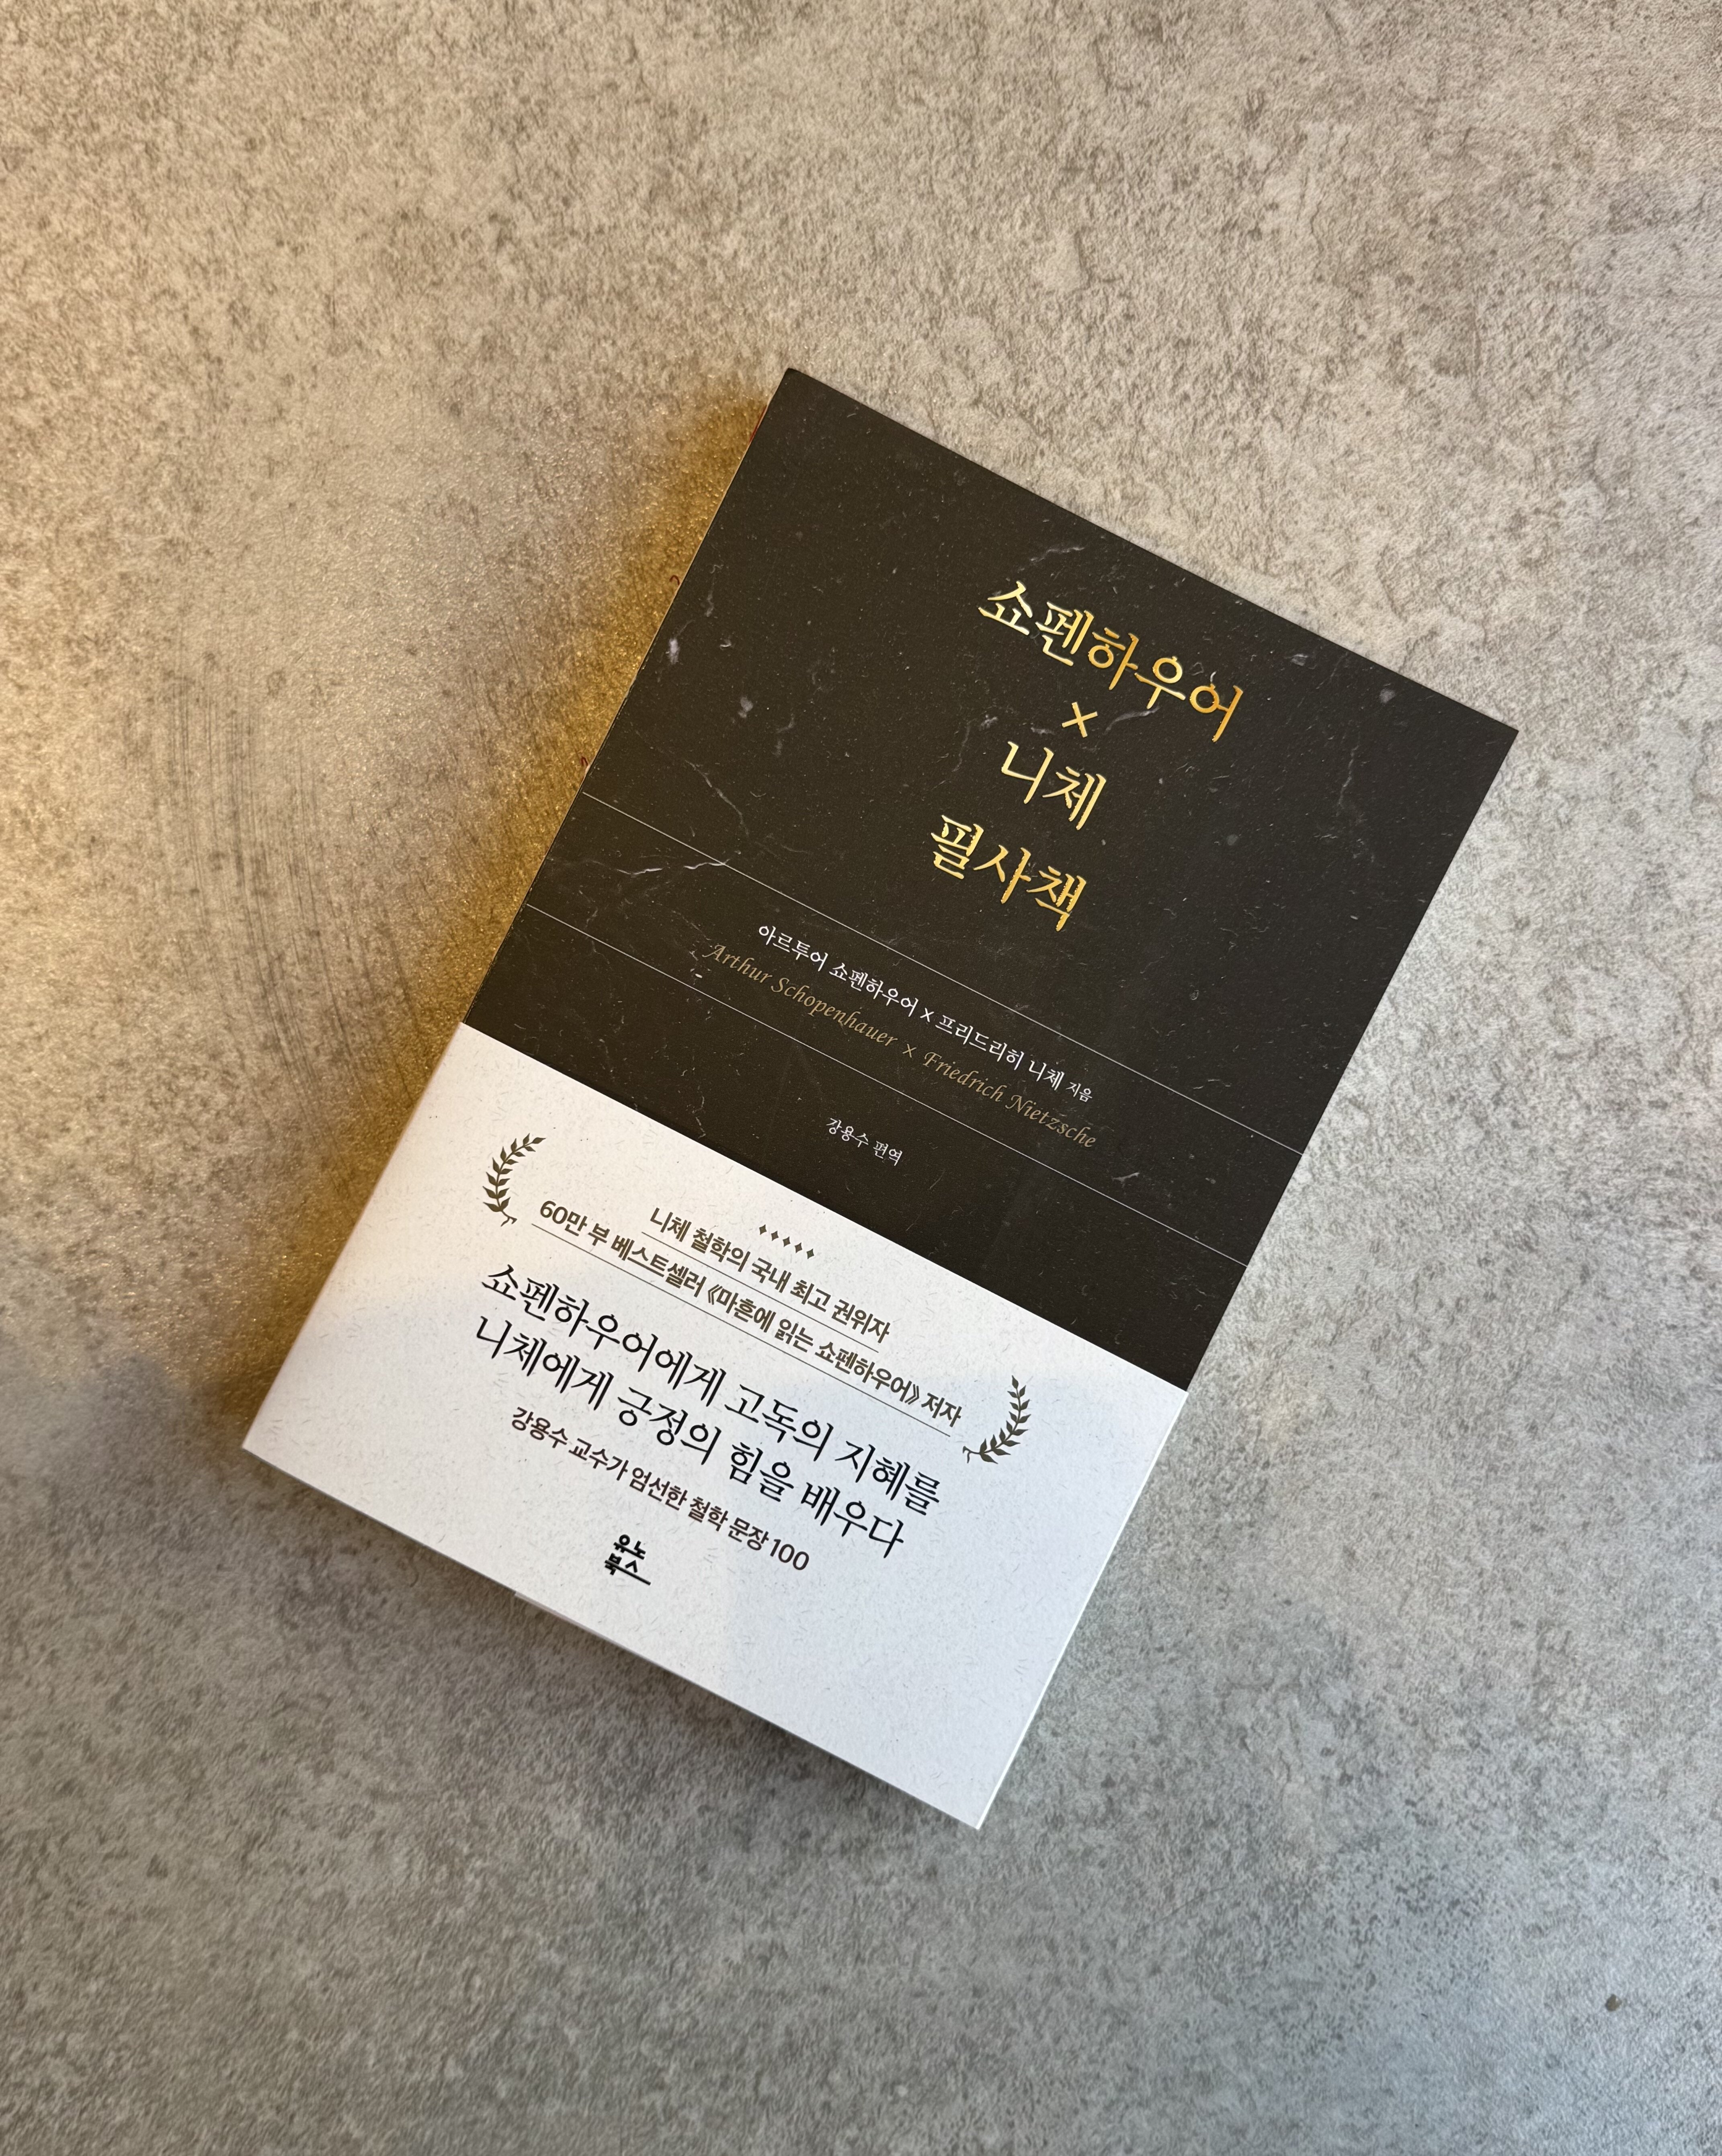 쇼펜하우어
×
니체
필사책
아르투어 쇼펜하우어 × 프리드리히 니체 지음
Arthur Schopenhauer × Friedrich Nietzsche
강용수 편역
니체 철학의 국내 최고 권위자
60만 부 베스트셀러 《마흔에 읽는 쇼펜하우어》 저자
쇼펜하우어에게 고독의 지혜를
니체에게 긍정의 힘을 배우다
강용수 교수가 엄선한 철학 문장 100
유노
북스